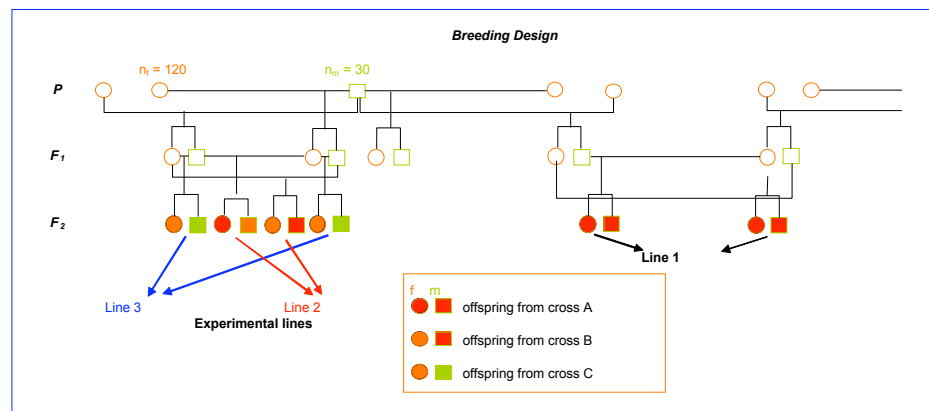 Breeding Design
nf = 120
nm = 30
P
F1
F2
Line 1
Line 3
Line 2
Experimental lines
f m
offspring from cross A
offspring from cross B
offspring from cross C